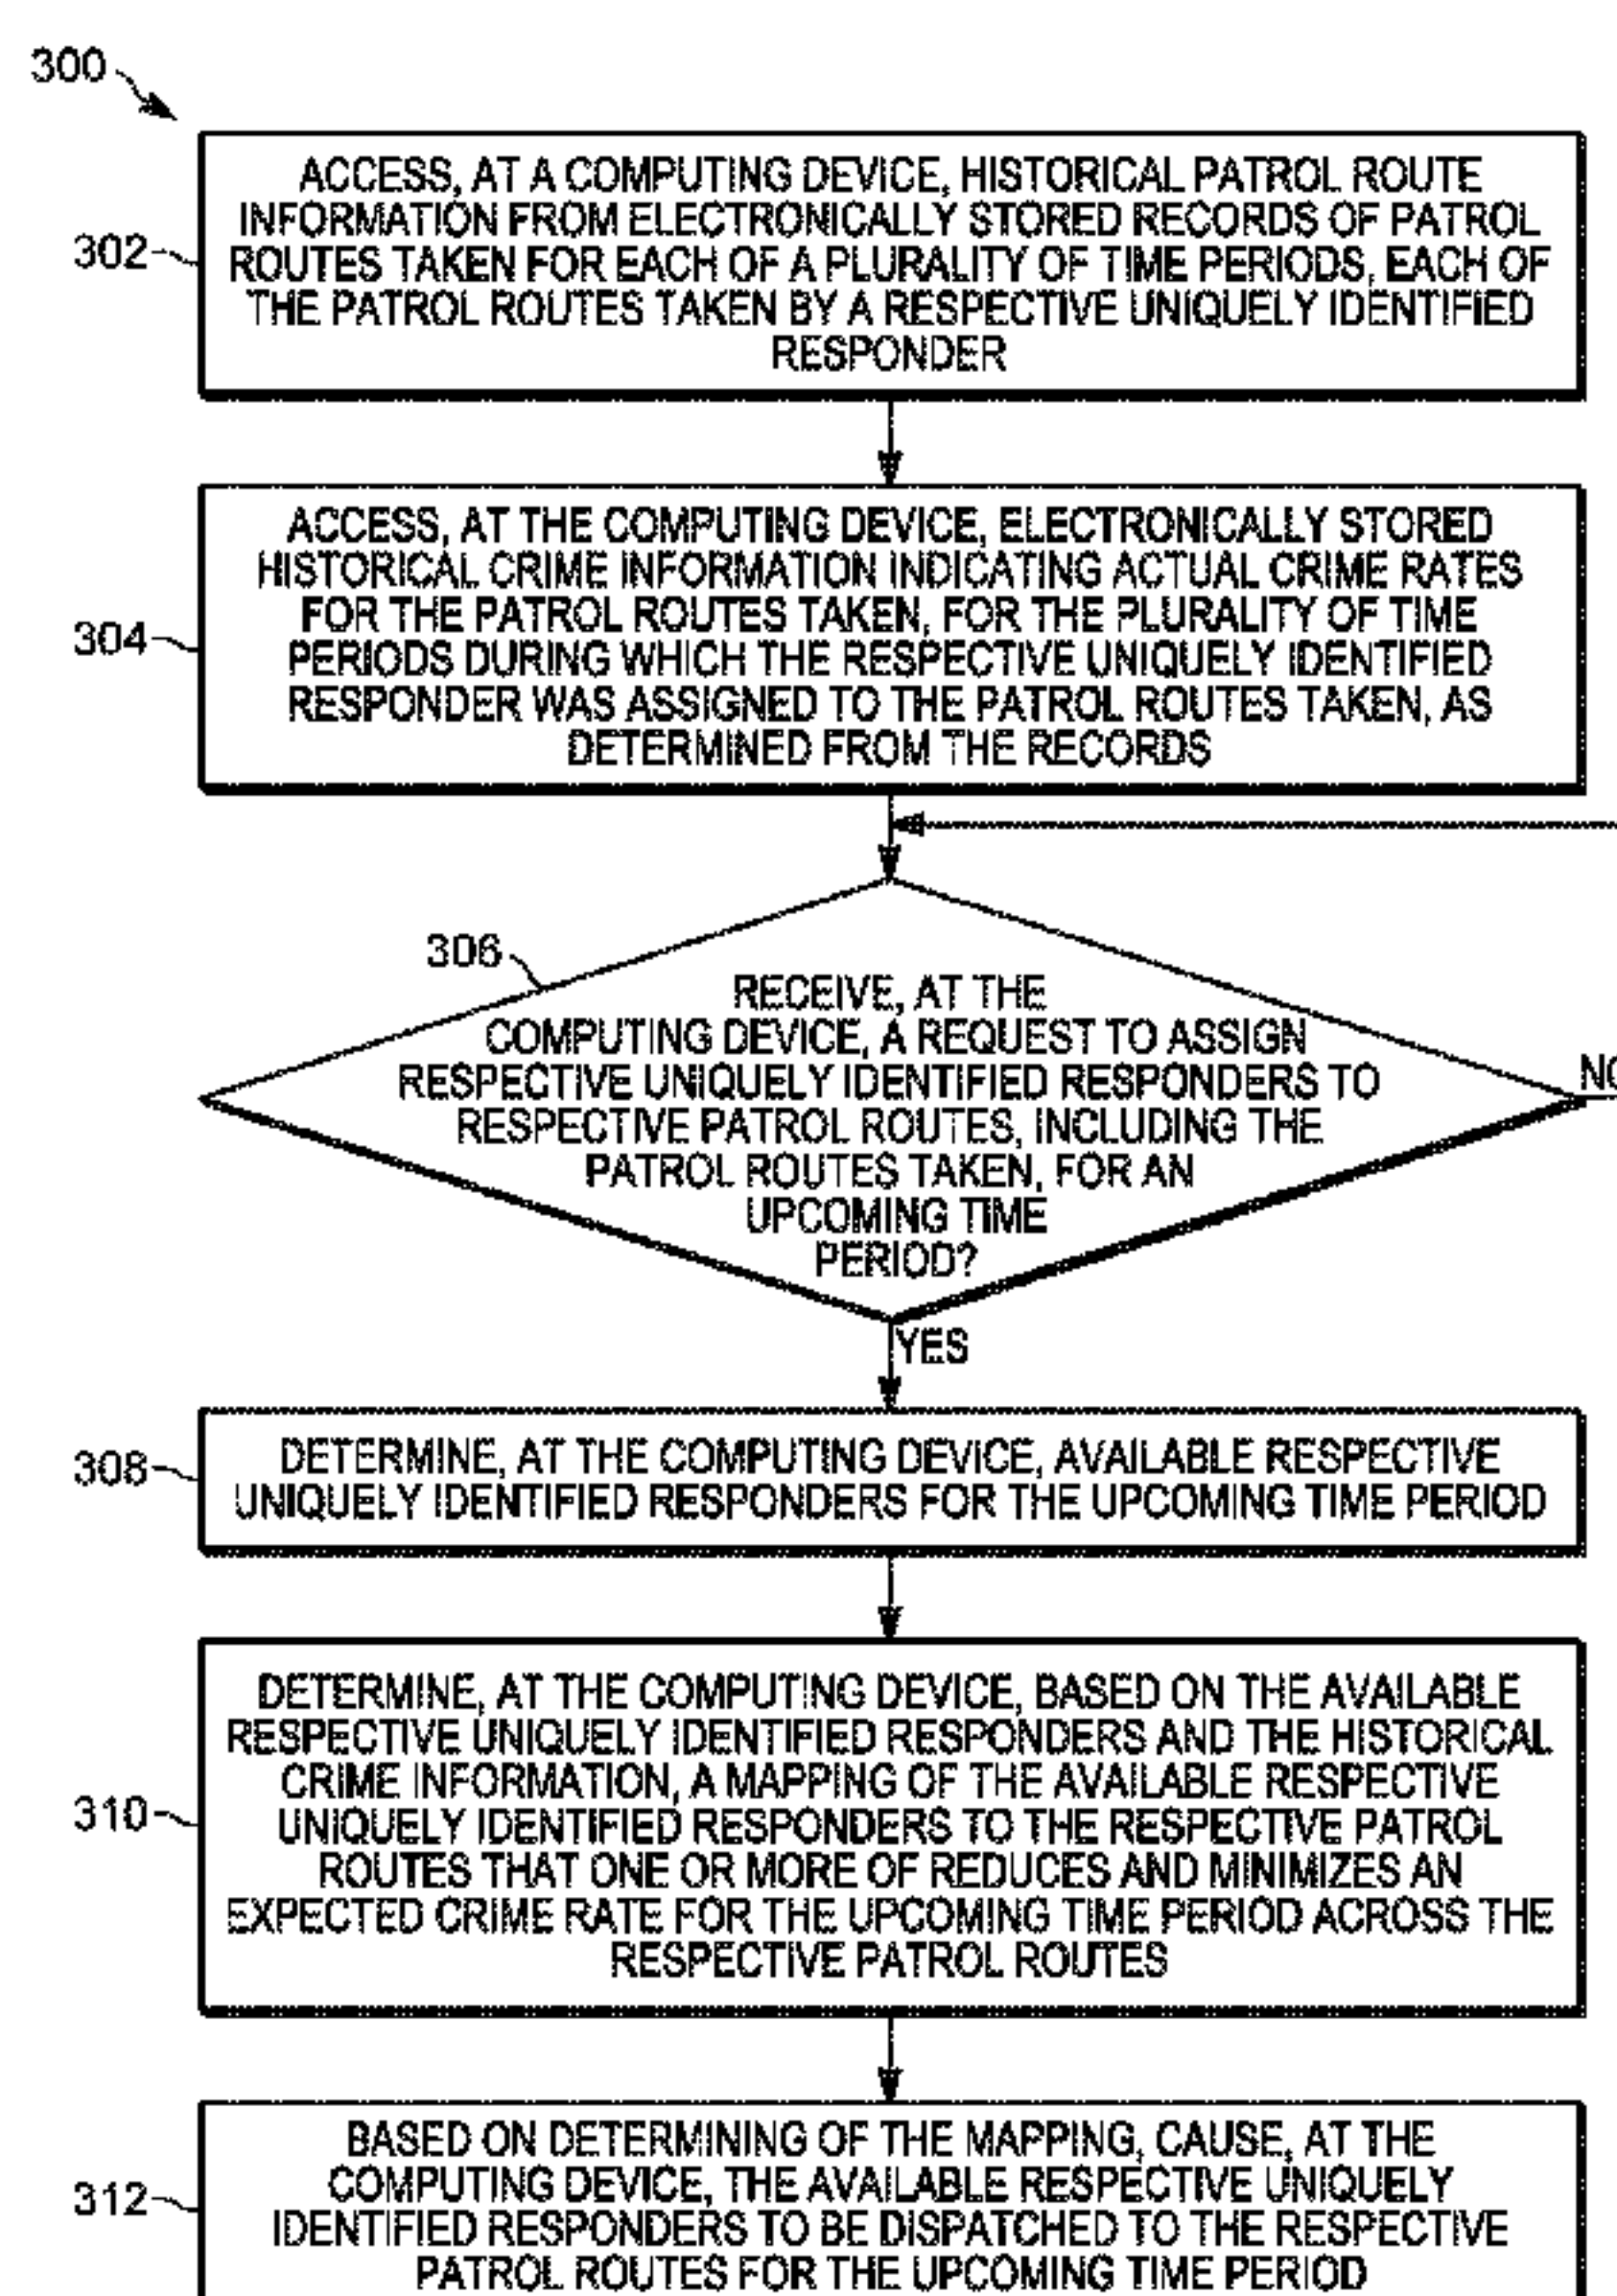 300
302
ACCESS, AT A COMPUTING DEVICE, HISTORICAL PATROL ROUTE
INFORMATION FROM ELECTRONICALLY STORED RECORDS OF PATROL
ROUTES TAKEN FOR EACH OF A PLURALITY OF TIME PERIODS, EACH OF
THE PATROL ROUTES TAKEN BY A RESPECTIVE UNIQUELY IDENTIFIED
RESPONDER
304
ACCESS, AT THE COMPUTING DEVICE, ELECTRONICALLY STORED
HISTORICAL CRIME INFORMATION INDICATING ACTUAL CRIME RATES
FOR THE PATROL ROUTES TAKEN, FOR THE PLURALITY OF TIME
PERIODS DURING WHICH THE RESPECTIVE UNIQUELY IDENTIFIED
RESPONDER WAS ASSIGNED TO THE PATROL ROUTES TAKEN, AS
DETERMINED FROM THE RECORDS
306
RECEIVE, AT THE
COMPUTING DEVICE, A REQUEST TO ASSIGN
RESPECTIVE UNIQUELY IDENTIFIED RESPONDERS TO
RESPECTIVE PATROL ROUTES, INCLUDING THE
PATROL ROUTES TAKEN, FOR AN
UPCOMING TIME
PERIOD?
YES
308
DETERMINE, AT THE COMPUTING DEVICE, AVAILABLE RESPECTIVE
UNIQUELY IDENTIFIED RESPONDERS FOR THE UPCOMING TIME PERIOD
310
DETERMINE, AT THE COMPUTING DEVICE, BASED ON THE AVAILABLE
RESPECTIVE UNIQUELY IDENTIFIED RESPONDERS AND THE HISTORICAL
CRIME INFORMATION, A MAPPING OF THE AVAILABLE RESPECTIVE
UNIQUELY IDENTIFIED RESPONDERS TO THE RESPECTIVE PATROL
ROUTES THAT ONE OR MORE OF REDUCES AND MINIMIZES AN
EXPECTED CRIME RATE FOR THE UPCOMING TIME PERIOD ACROSS THE
RESPECTIVE PATROL ROUTES
312
BASED ON DETERMINING OF THE MAPPING, CAUSE, AT THE
COMPUTING DEVICE, THE AVAILABLE RESPECTIVE UNIQUELY
IDENTIFIED RESPONDERS TO BE DISPATCHED TO THE RESPECTIVE
PATROL ROUTES FOR THE UPCOMING TIME PERIOD